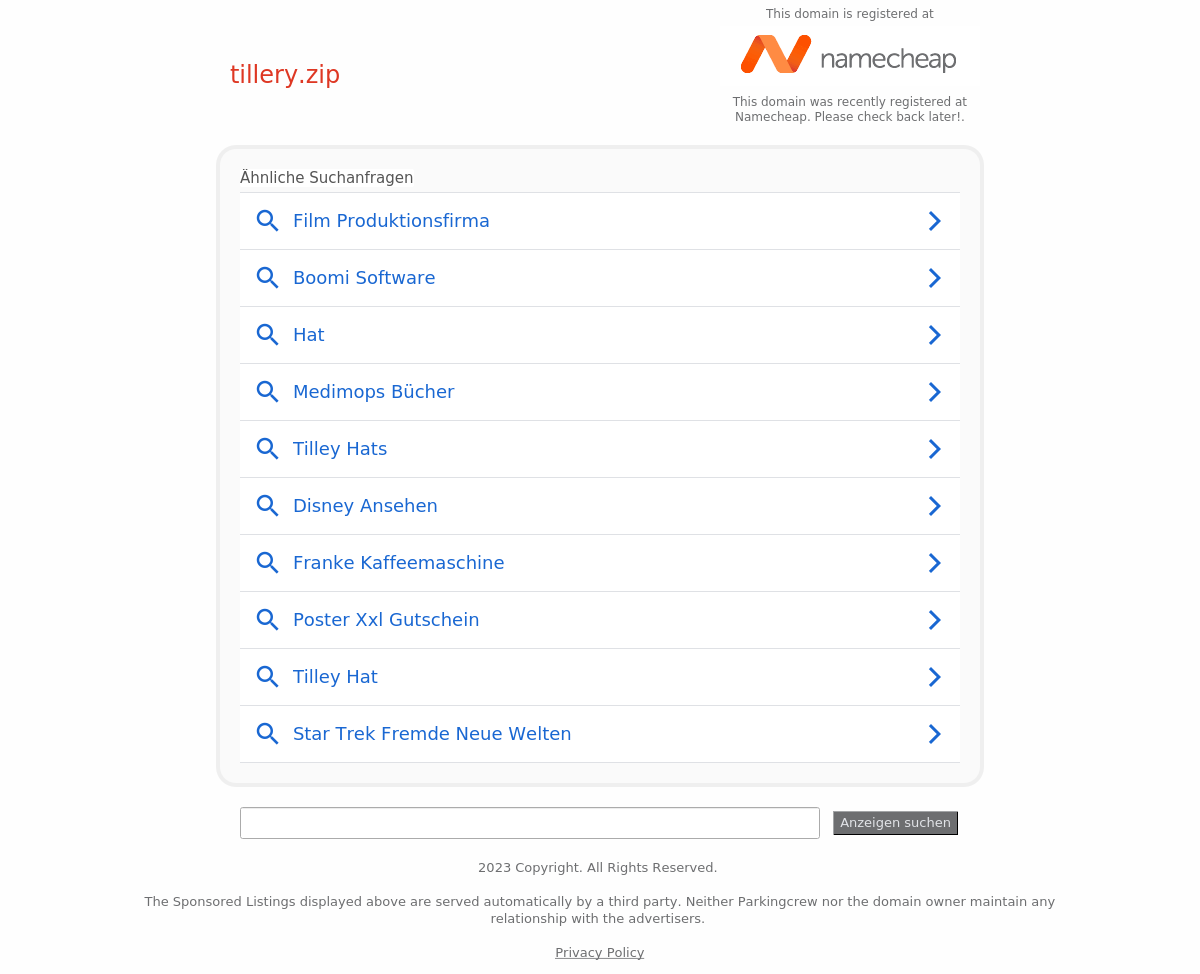 This domain is registered at
namecheap
tillery.zip
This domain was recently registered at
Namecheap. Please check back later!.
Ähnliche Suchanfragen
Film Produktionsfirma
Boomi Software
Hat
Medimops Bücher
Tilley Hats
Disney Ansehen
Franke Kaffeemaschine
Poster Xxl Gutschein
Tilley Hat
Star Trek Fremde Neue Welten
Anzeigen suchen
2023 Copyright. All Rights Reserved.
The Sponsored Listings displayed above are served automatically by a third party. Neither Parkingcrew nor the domain owner maintain any
relationship with the advertisers.
Privacy Policy